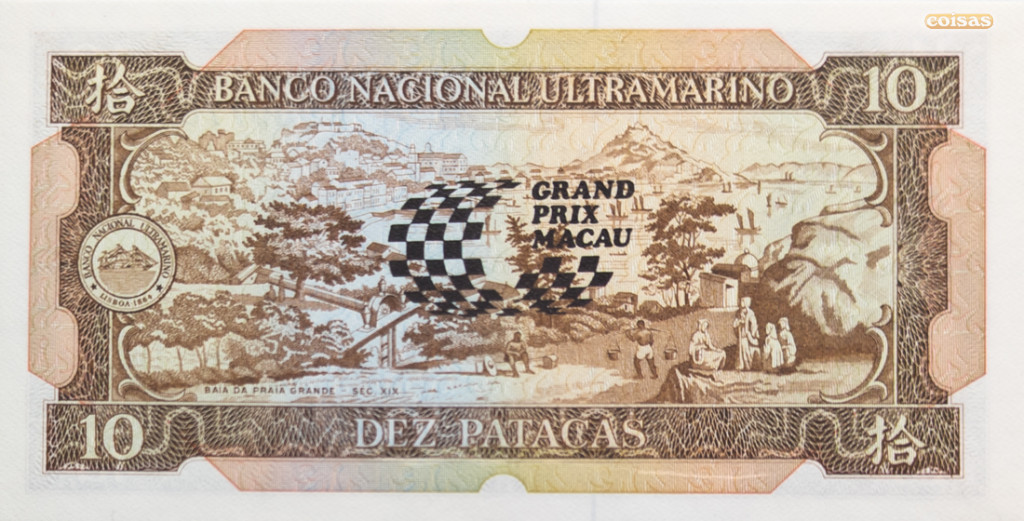 coisas
拾 BANCO NACIONAL ULTRAMARINO 10
GRAND
PRIX
MACAU
BANCO NACIONAL ULTRAMARINO
LISBOA 1864
BAÍA DA PRAIA GRANDE - SÉC. XIX
10 DEZ PATACAS 拾